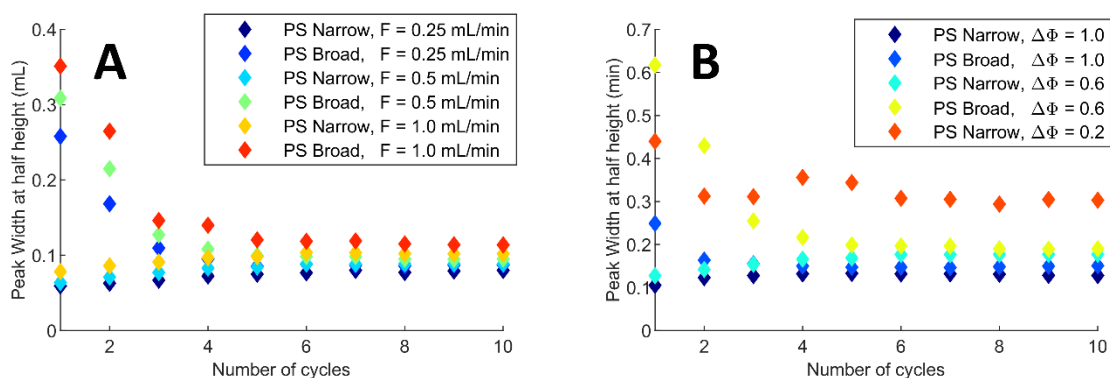 A
Peak Width at half height (mL)
0.4
0.3
0.2
0.1
0
2
4
6
8
10
Number of cycles
PS Narrow, F = 0.25 mL/min
PS Broad, F = 0.25 mL/min
PS Narrow, F = 0.5 mL/min
PS Broad, F = 0.5 mL/min
PS Narrow, F = 1.0 mL/min
PS Broad, F = 1.0 mL/min
B
Peak Width at half height (min)
0.7
0.6
0.5
0.4
0.3
0.2
0.1
0
2
4
6
8
10
Number of cycles
PS Narrow, ΔΦ = 1.0
PS Broad, ΔΦ = 1.0
PS Narrow, ΔΦ = 0.6
PS Broad, ΔΦ = 0.6
PS Narrow, ΔΦ = 0.2